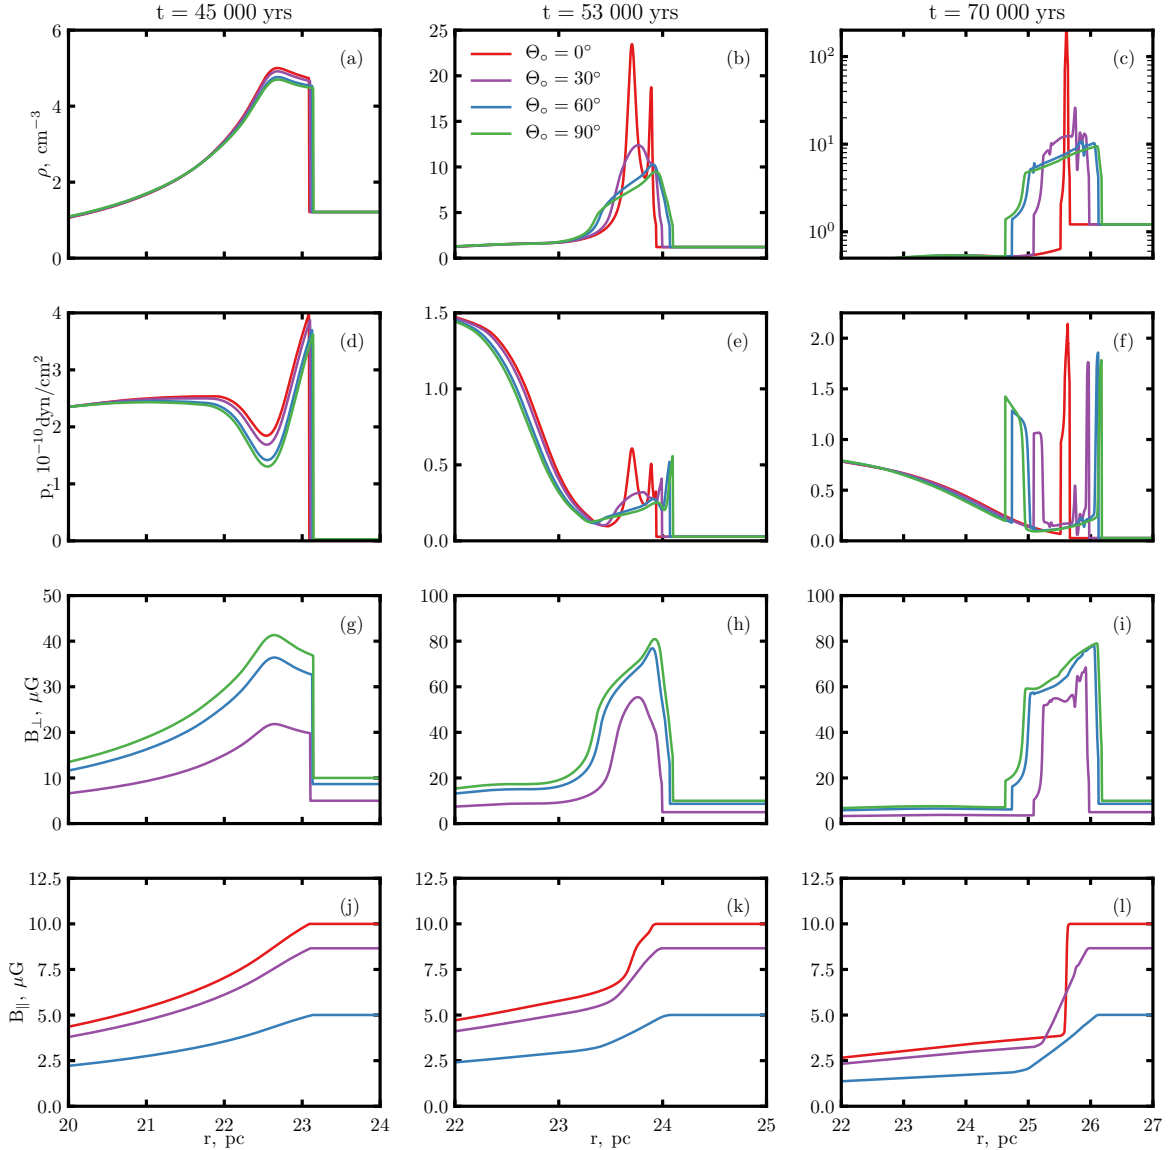 t = 45 000 yrs
t = 53 000 yrs
t = 70 000 yrs
ρ, cm⁻³
6
4
2
0
(a)
25
20
15
10
5
0
Θ₀ = 0°
Θ₀ = 30°
Θ₀ = 60°
Θ₀ = 90°
(b)
10²
10¹
10⁰
(c)
p, 10⁻¹⁰dyn/cm²
4
3
2
1
0
(d)
1.5
1.0
0.5
0.0
(e)
2.0
1.5
1.0
0.5
0.0
(f)
B⊥, μG
50
40
30
20
10
0
(g)
100
80
60
40
20
0
(h)
100
80
60
40
20
0
(i)
B∥, μG
12.5
10.0
7.5
5.0
2.5
0.0
(j)
20 21 22 23 24
r, pc
12.5
10.0
7.5
5.0
2.5
0.0
(k)
22 23 24 25
r, pc
12.5
10.0
7.5
5.0
2.5
0.0
(l)
22 23 24 25 26 27
r, pc